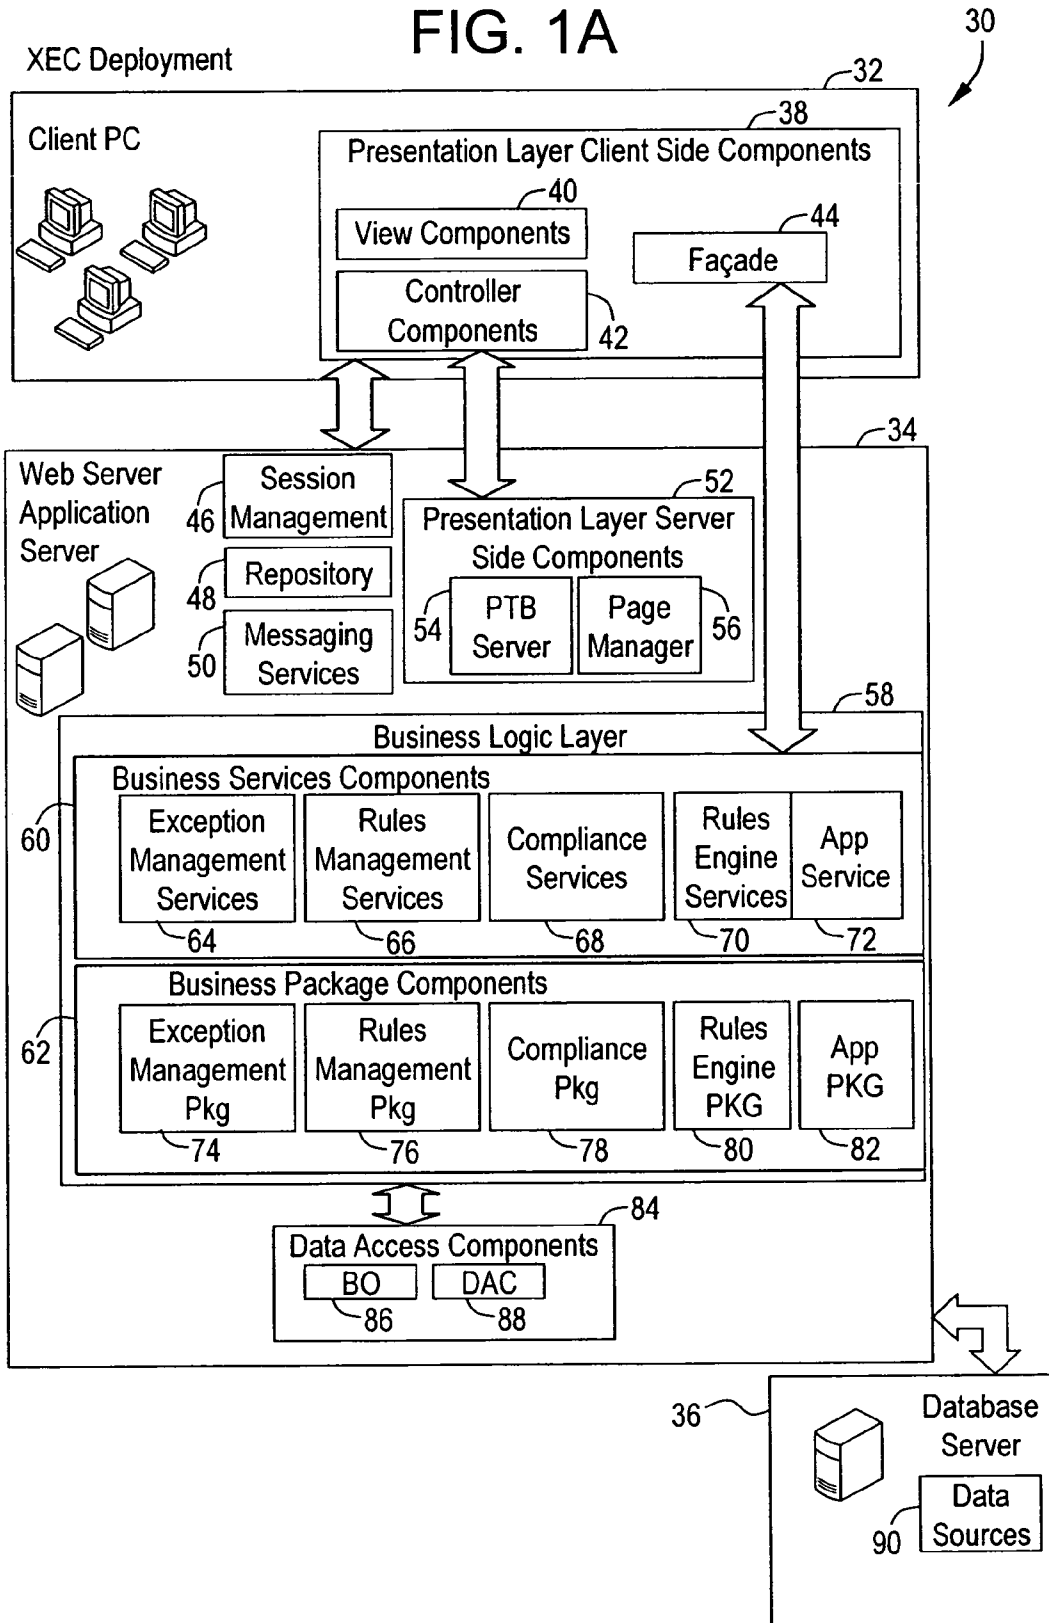 FIG. 1A
30
XEC Deployment
32
Client PC
38
Presentation Layer Client Side Components
40
View Components
44
Façade
Controller
Components
42
34
Web Server
Application
Server
Session
Management
46
Repository
48
Messaging
Services
50
52
Presentation Layer Server
Side Components
54
PTB
Server
Page
Manager
56
58
Business Logic Layer
Business Services Components
60
Exception
Management
Services
64
Rules
Management
Services
66
Compliance
Services
68
Rules
Engine
Services
70
App
Service
72
Business Package Components
62
Exception
Management
Pkg
74
Rules
Management
Pkg
76
Compliance
Pkg
78
Rules
Engine
PKG
80
App
PKG
82
84
Data Access Components
BO
86
DAC
88
36
Database
Server
Data
Sources
90